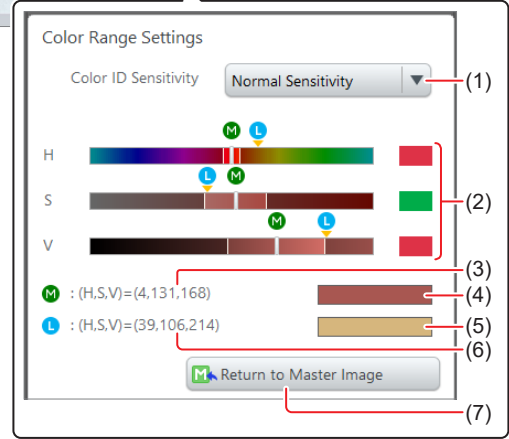 Color Range Settings
Color ID Sensitivity Normal Sensitivity (1)
M L
H
L M
S (2)
M L
V
(3)
M : (H,S,V)=(4,131,168) (4)
L : (H,S,V)=(39,106,214) (5)
(6)
M Return to Master Image
(7)